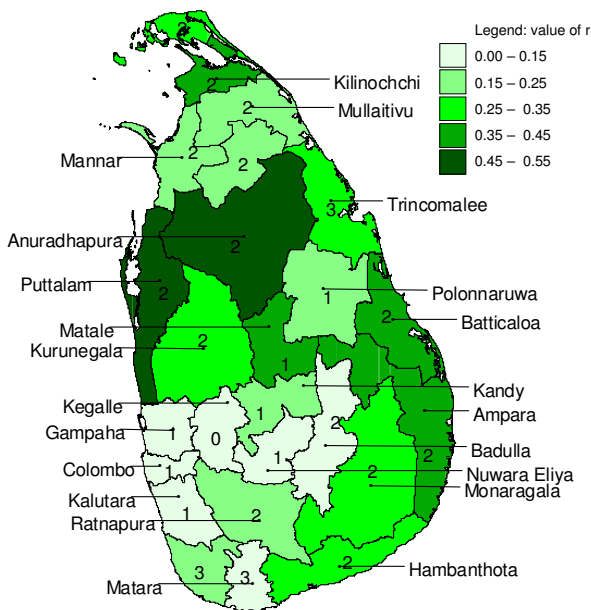 Legend: value of r
0.00 – 0.15
0.15 – 0.25
0.25 – 0.35
0.35 – 0.45
0.45 – 0.55
2
2
Kilinochchi
2
Mullaitivu
Mannar
2
2
3
Trincomalee
Anuradhapura
2
Puttalam
2
1
Polonnaruwa
2
Batticaloa
Matale
Kurunegala
2
1
Kandy
Kegalle
1
2
Ampara
Gampaha
1
0
Badulla
2
Colombo
1
1
Nuwara Eliya
2
Monaragala
Kalutara
1
Ratnapura
2
2
Hambanthota
3
3
Matara